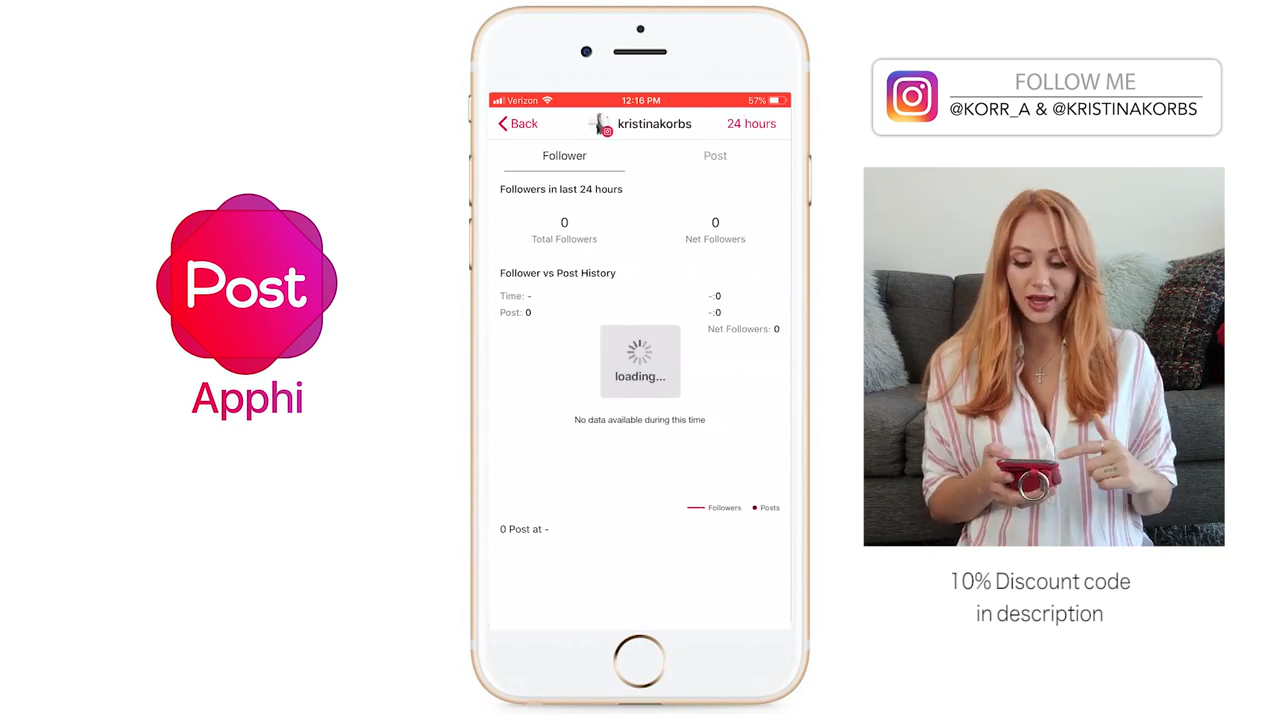 Post
Apphi
Verizon
12:16 PM
57%
Back
kristinakorbs
24 hours
Follower
Post
Followers in last 24 hours
0
0
Total Followers
Net Followers
Follower vs Post History
Time: -
-:0
Post: 0
-:0
Net Followers: 0
loading...
No data available during this time
Followers
Posts
0 Post at -
FOLLOW ME
@KORR_A & @KRISTINAKORBS
10% Discount code
in description